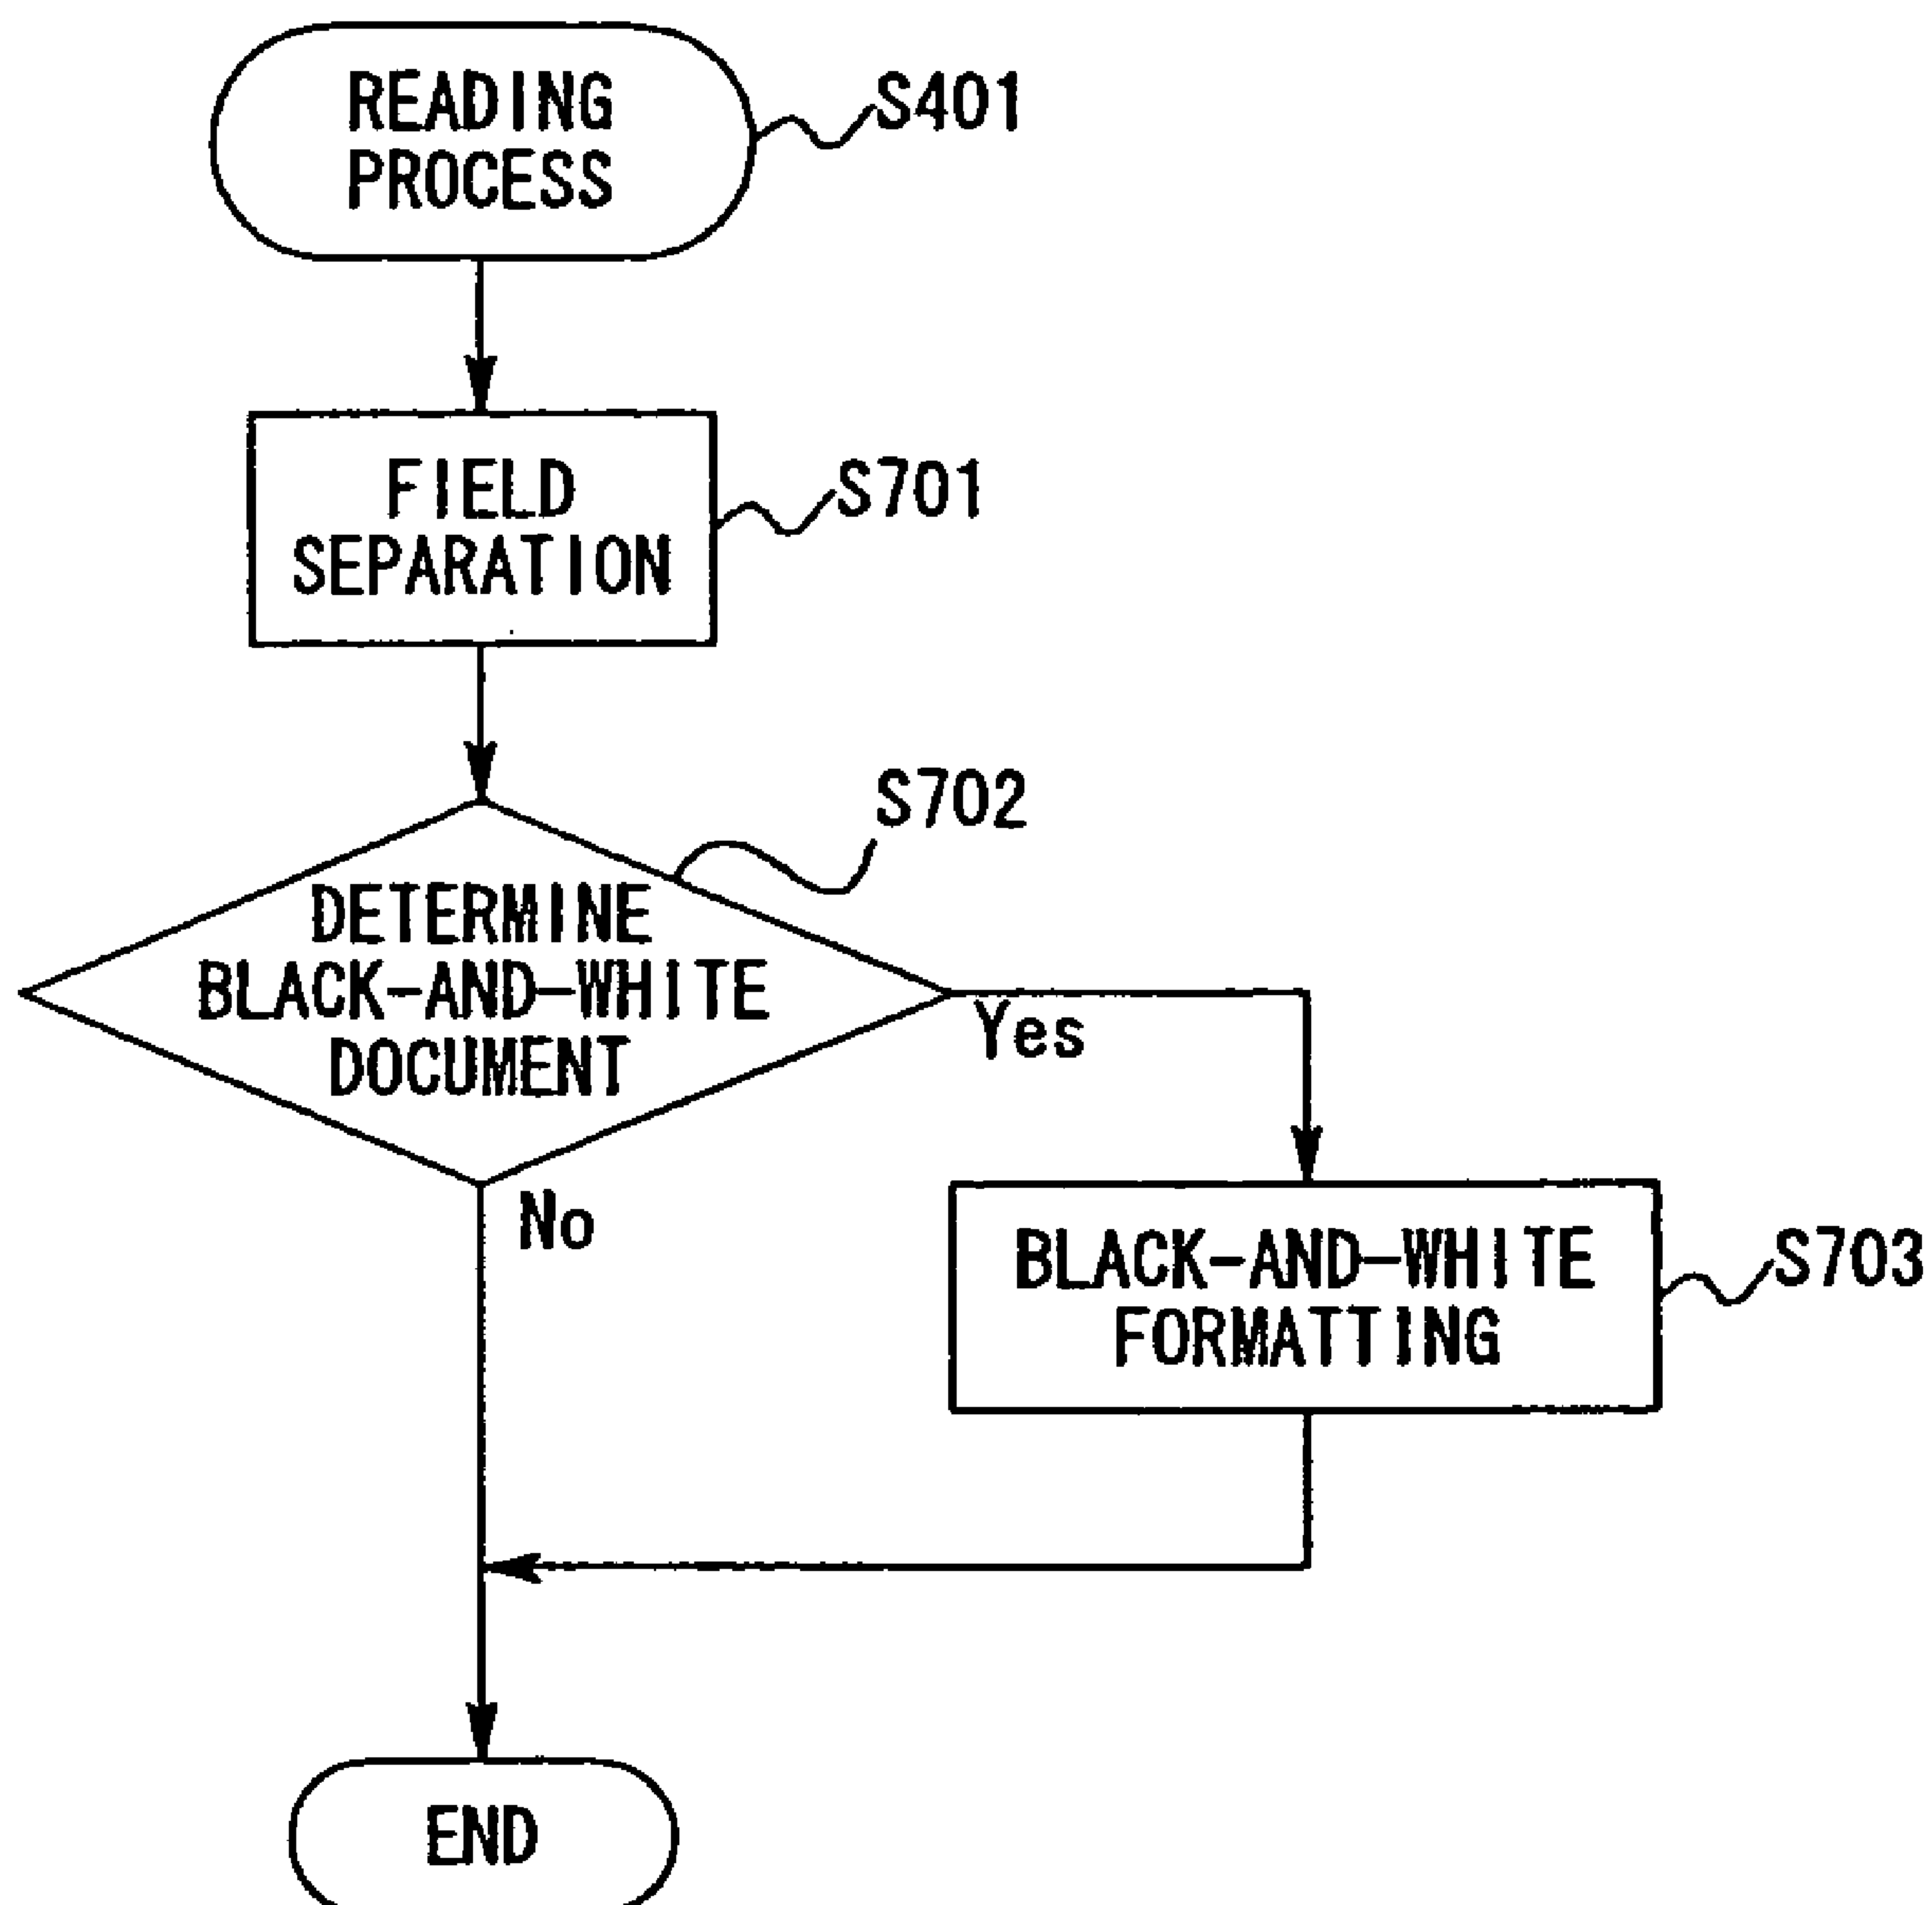 READING
PROCESS
S401
FIELD
SEPARATION
S701
S702
DETERMINE
BLACK-AND-WHITE
DOCUMENT
Yes
No
BLACK-AND-WHITE
FORMATTING
S703
END